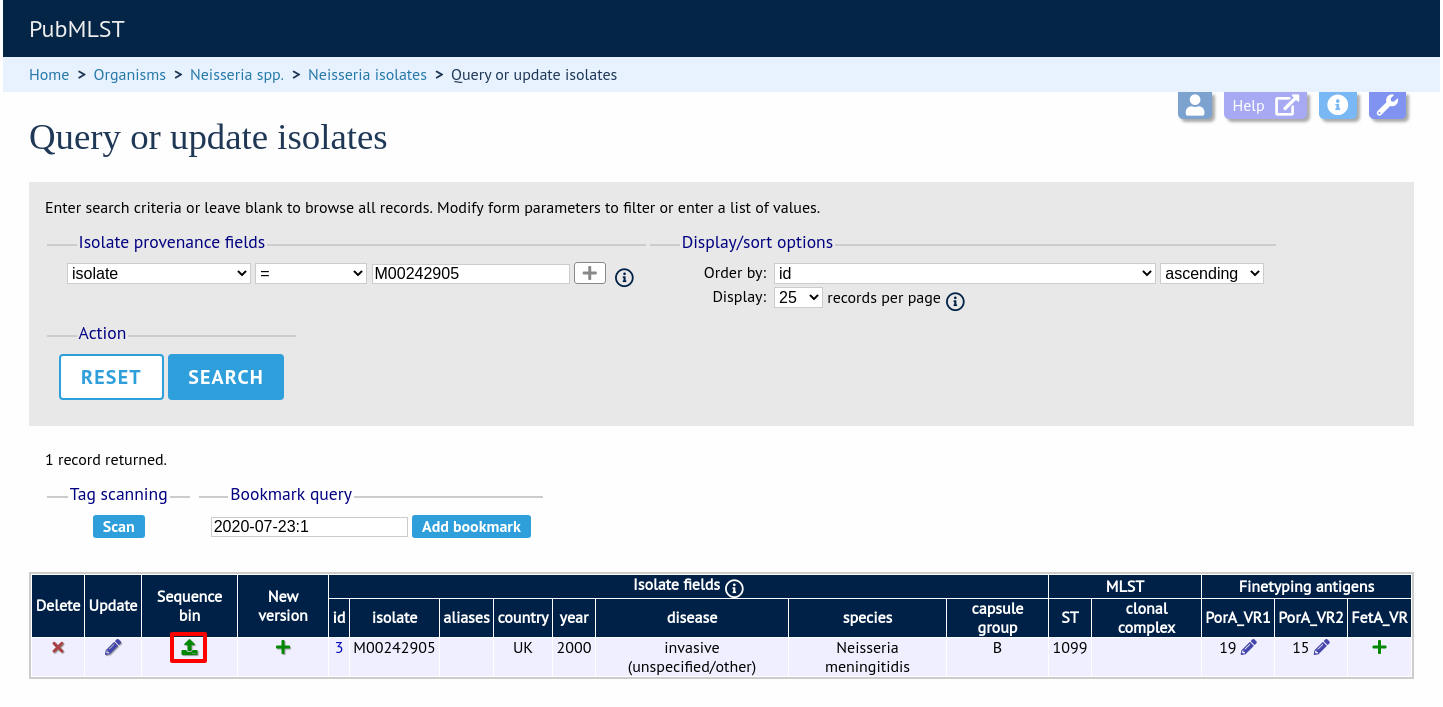 PubMLST
Home > Organisms > Neisseria spp. > Neisseria isolates > Query or update isolates
Help
Query or update isolates
Enter search criteria or leave blank to browse all records. Modify form parameters to filter or enter a list of values.
Isolate provenance fields
Display/sort options
isolate = M00242905
Order by: id ascending
Display: 25 records per page
Action
RESET SEARCH
1 record returned.
Tag scanning Bookmark query
Scan 2020-07-23:1 Add bookmark
Delete Update Sequence bin New version Isolate fields MLST Finetyping antigens
id isolate aliases country year disease species capsule group ST clonal complex PorA_VR1 PorA_VR2 FetA_VR
3 M00242905 UK 2000 invasive (unspecified/other) Neisseria meningitidis B 1099 19 15